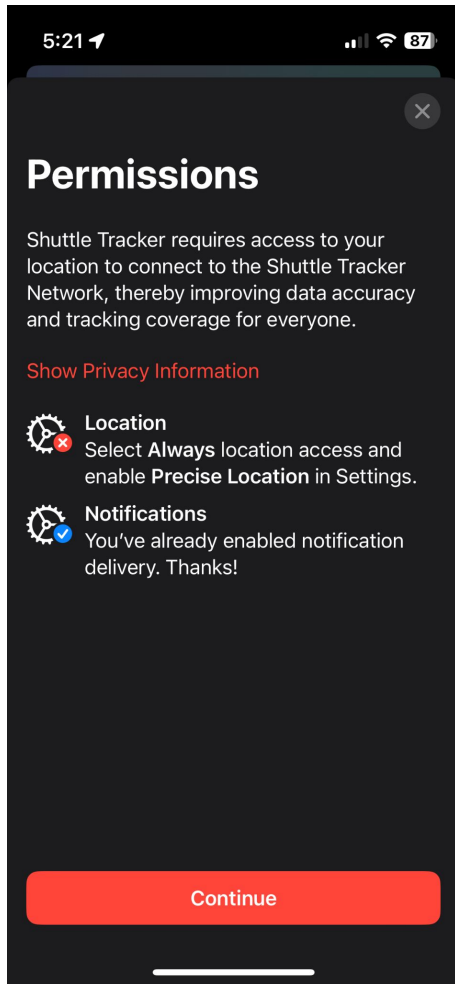 5:21
87
Permissions
Shuttle Tracker requires access to your
location to connect to the Shuttle Tracker
Network, thereby improving data accuracy
and tracking coverage for everyone.
Show Privacy Information
Location
Select Always location access and
enable Precise Location in Settings.
Notifications
You’ve already enabled notification
delivery. Thanks!
Continue